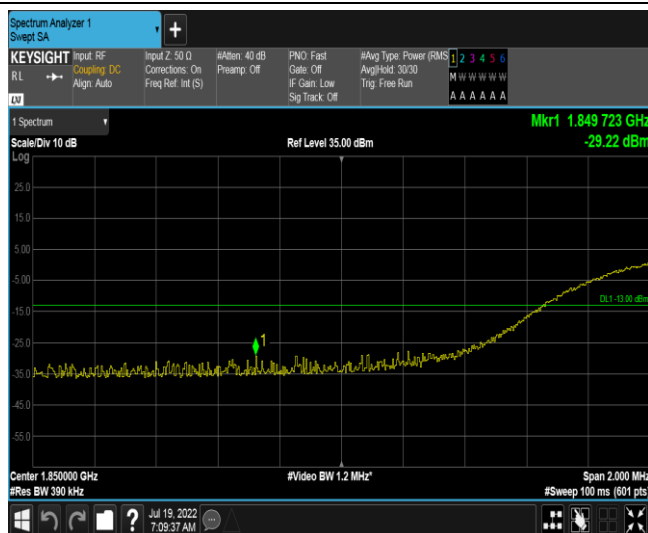 Spectrum Analyzer 1
Swept SA
+
KEYSIGHT Input: RF Input Z: 50 Ω #Atten: 40 dB PNO: Fast #Avg Type: Power (RMS 1 2 3 4 5 6
RL Coupling: DC Corrections: On Preamp: Off Gate: Off Avg|Hold: 30/30 M W W W W W
Align: Auto Freq Ref: Int (S) IF Gain: Low Trig: Free Run
Sig Track: Off A A A A A A
LXI
1 Spectrum Mkr1 1.849 723 GHz
Scale/Div 10 dB Ref Level 35.00 dBm -29.22 dBm
Log
25.0
15.0
5.00
-5.00
DL1 -13.00 dBm
-15.0
1
-25.0
-35.0
-45.0
-55.0
Center 1.850000 GHz #Video BW 1.2 MHz* Span 2.000 MHz
#Res BW 390 kHz #Sweep 100 ms (601 pts)
? Jul 19, 2022
7:09:37 AM